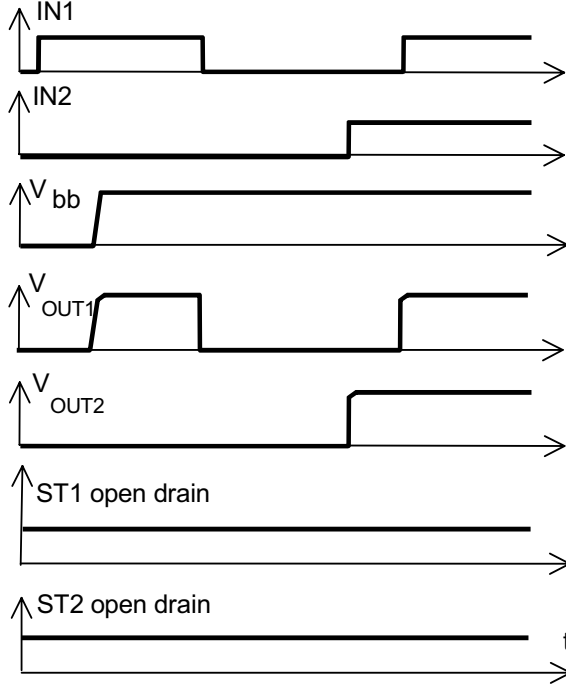 IN1
IN2
V bb
V OUT1
V OUT2
ST1 open drain
ST2 open drain
t